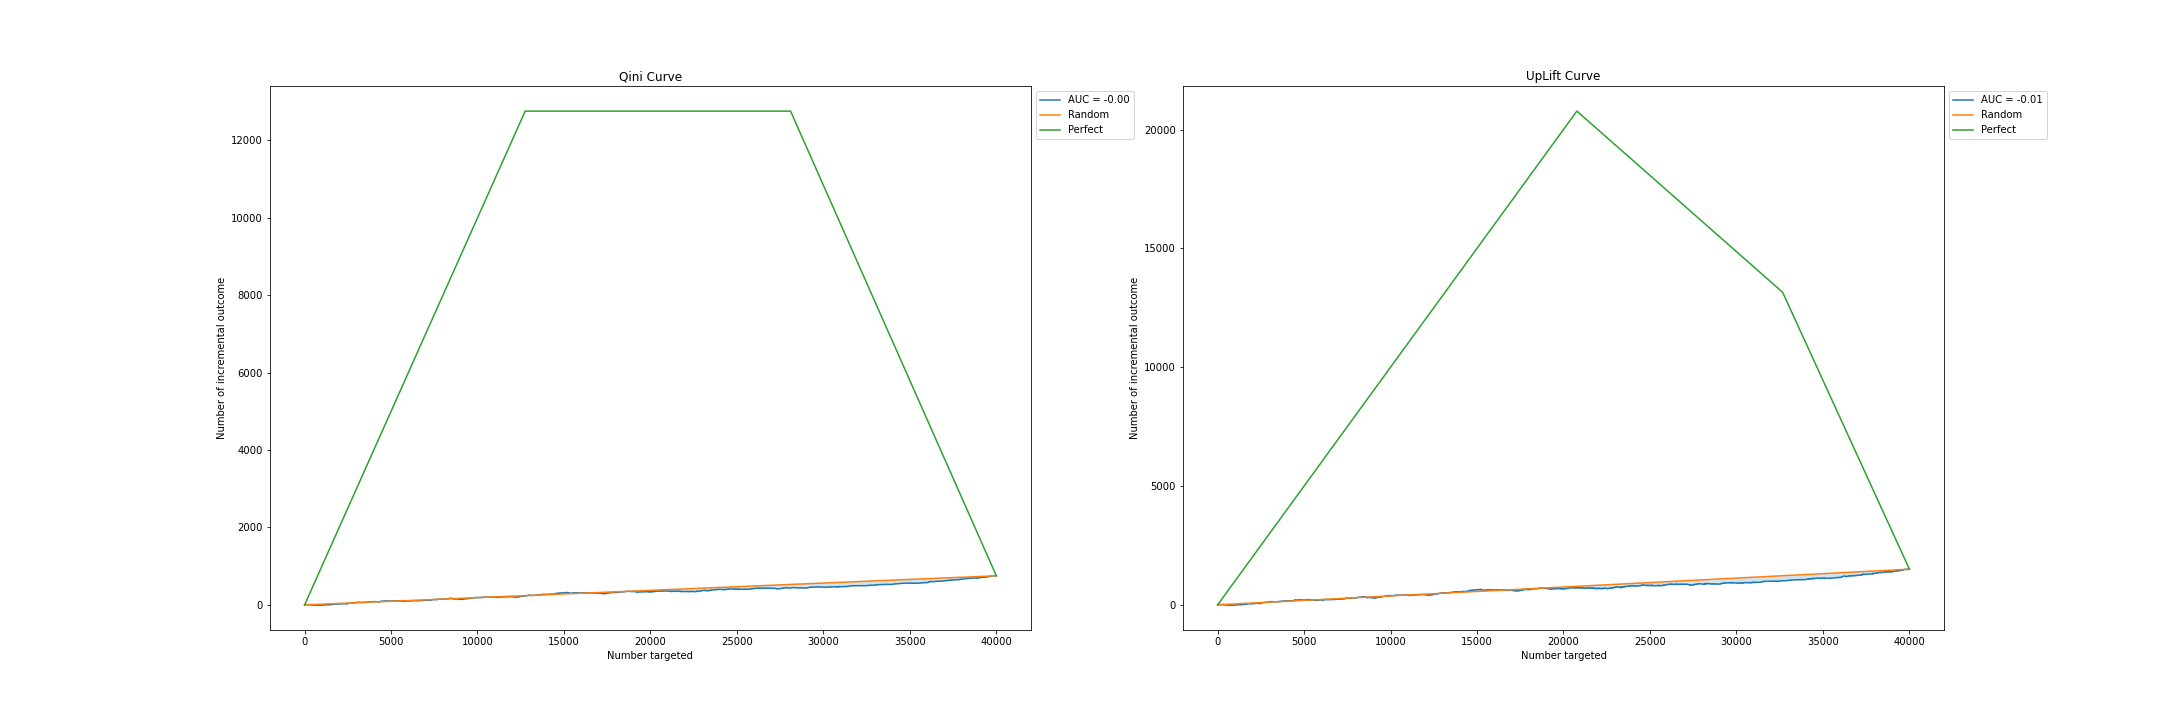 Qini Curve
AUC = -0.00
Random
Perfect
12000
10000
8000
6000
4000
2000
0
Number of incremental outcome
0 5000 10000 15000 20000 25000 30000 35000 40000
Number targeted
UpLift Curve
AUC = -0.01
Random
Perfect
20000
15000
10000
5000
0
Number of incremental outcome
0 5000 10000 15000 20000 25000 30000 35000 40000
Number targeted